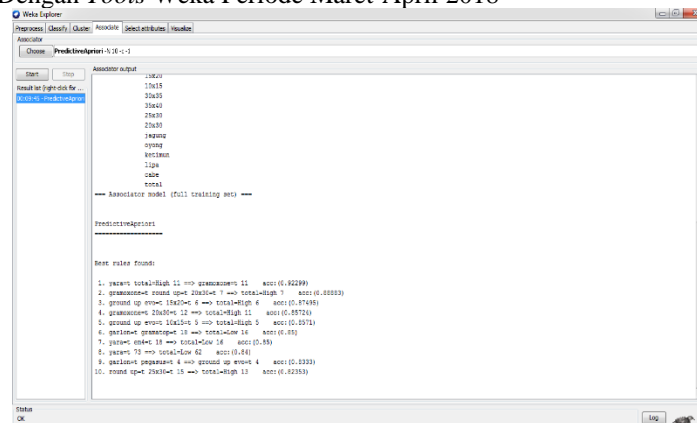 Dengan Tools Weka Periode Maret-April 2018
Weka Explorer
Preprocess Classify Cluster Associate Select attributes Visualize
Associator
Choose PredictiveApriori -N 10 -c -1
Start Stop
Associator output
Result list (right-click for ...
00:09:45 - PredictiveApriori
15x20
10x15
30x35
35x40
25x30
20x30
jagung
oyong
ketimun
lipa
cabe
total
=== Associator model (full training set) ===
PredictiveApriori
===================
Best rules found:
1. yara=t total=High 11 ==> gramoxone=t 11 acc:(0.92299)
2. gramoxone=t round up=t 20x30=t 7 ==> total=High 7 acc:(0.88883)
3. ground up evo=t 15x20=t 6 ==> total=High 6 acc:(0.87495)
4. gramoxone=t 20x30=t 12 ==> total=High 11 acc:(0.85724)
5. ground up evo=t 10x15=t 5 ==> total=High 5 acc:(0.8571)
6. garlon=t gramatop=t 18 ==> total=Low 16 acc:(0.85)
7. yara=t em4=t 18 ==> total=Low 16 acc:(0.85)
8. yara=t 73 ==> total=Low 62 acc:(0.84)
9. garlon=t pegasus=t 4 ==> ground up evo=t 4 acc:(0.8333)
10. round up=t 25x30=t 15 ==> total=High 13 acc:(0.82353)
Status
OK
Log